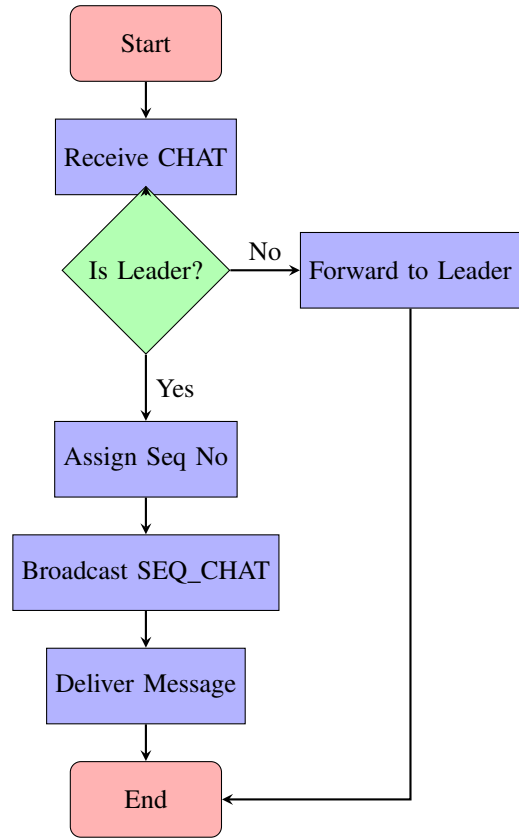 Start
Receive CHAT
Is Leader?
No
Forward to Leader
Yes
Assign Seq No
Broadcast SEQ_CHAT
Deliver Message
End